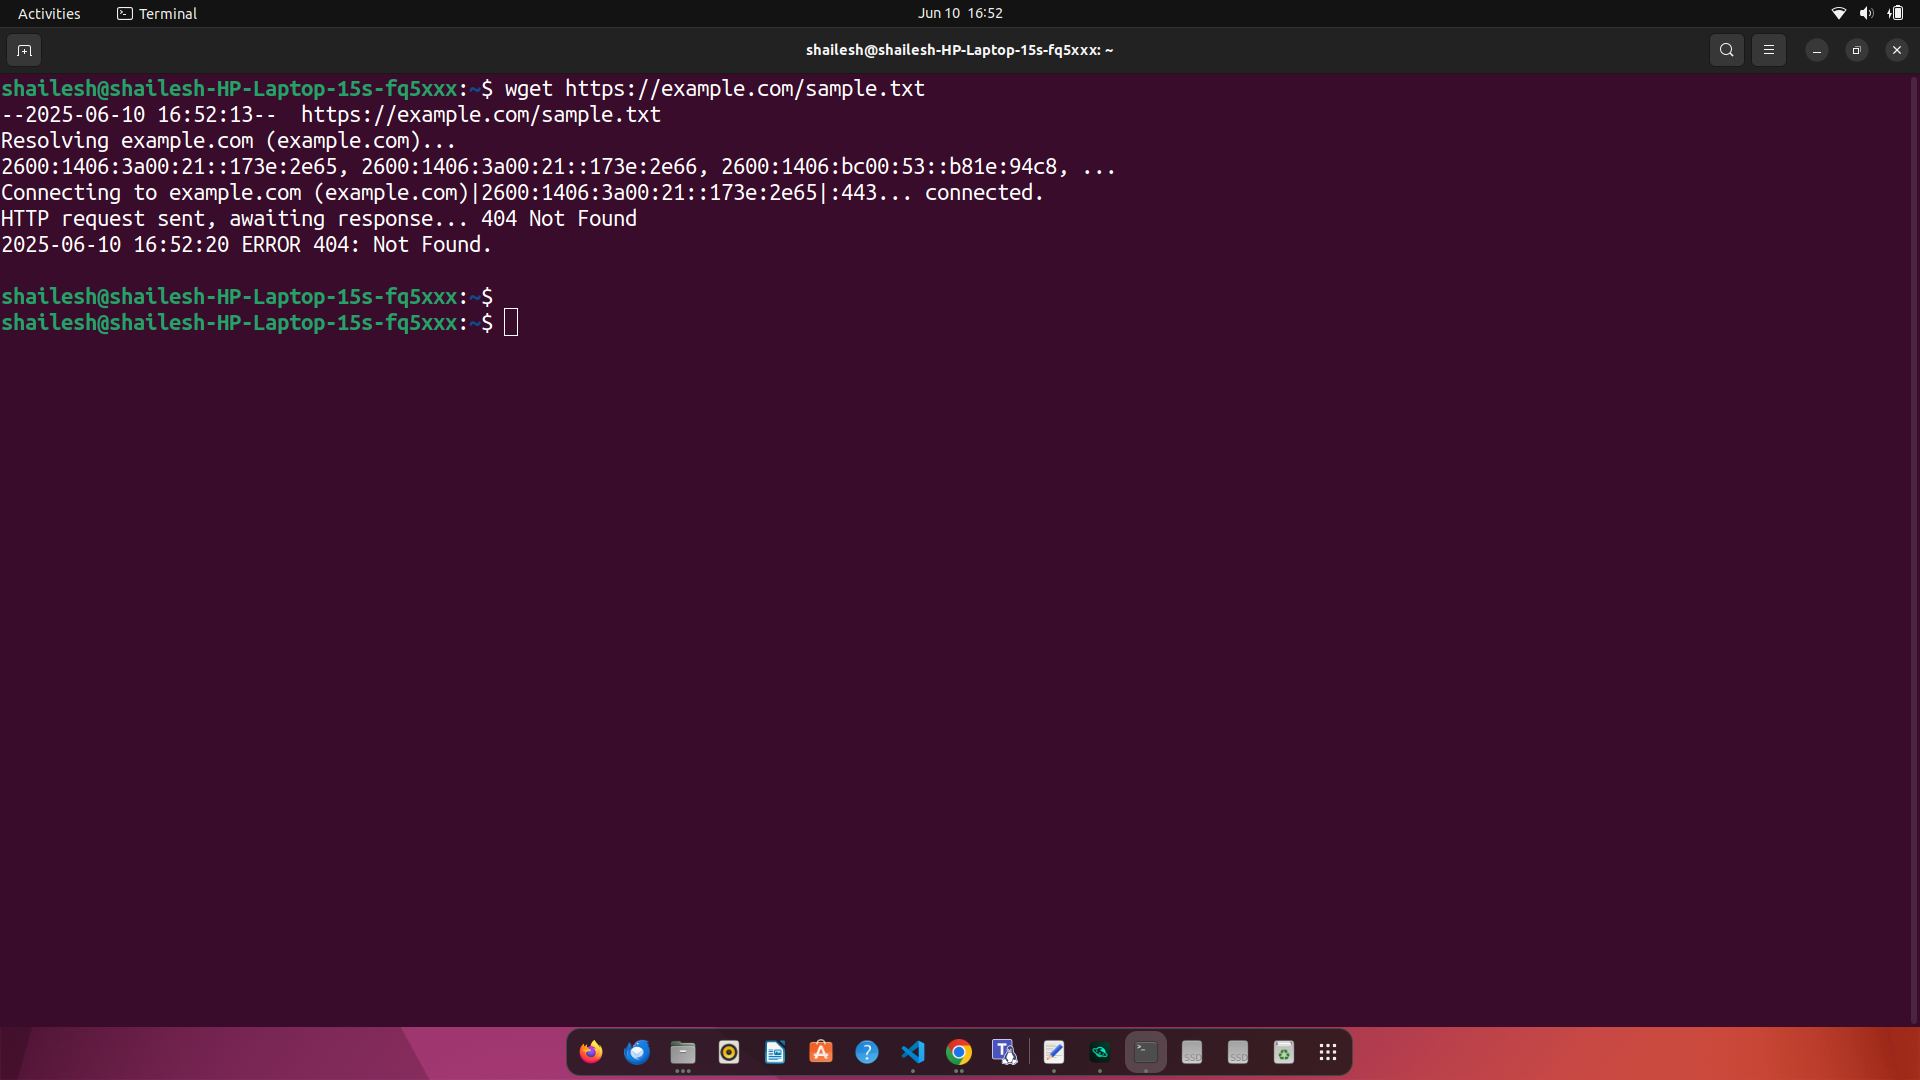 Activities Terminal Jun 10 16:52
shailesh@shailesh-HP-Laptop-15s-fq5xxx: ~
shailesh@shailesh-HP-Laptop-15s-fq5xxx:~$ wget https://example.com/sample.txt
--2025-06-10 16:52:13--  https://example.com/sample.txt
Resolving example.com (example.com)...
2600:1406:3a00:21::173e:2e65, 2600:1406:3a00:21::173e:2e66, 2600:1406:bc00:53::b81e:94c8, ...
Connecting to example.com (example.com)|2600:1406:3a00:21::173e:2e65|:443... connected.
HTTP request sent, awaiting response... 404 Not Found
2025-06-10 16:52:20 ERROR 404: Not Found.
shailesh@shailesh-HP-Laptop-15s-fq5xxx:~$
shailesh@shailesh-HP-Laptop-15s-fq5xxx:~$
SSD SSD